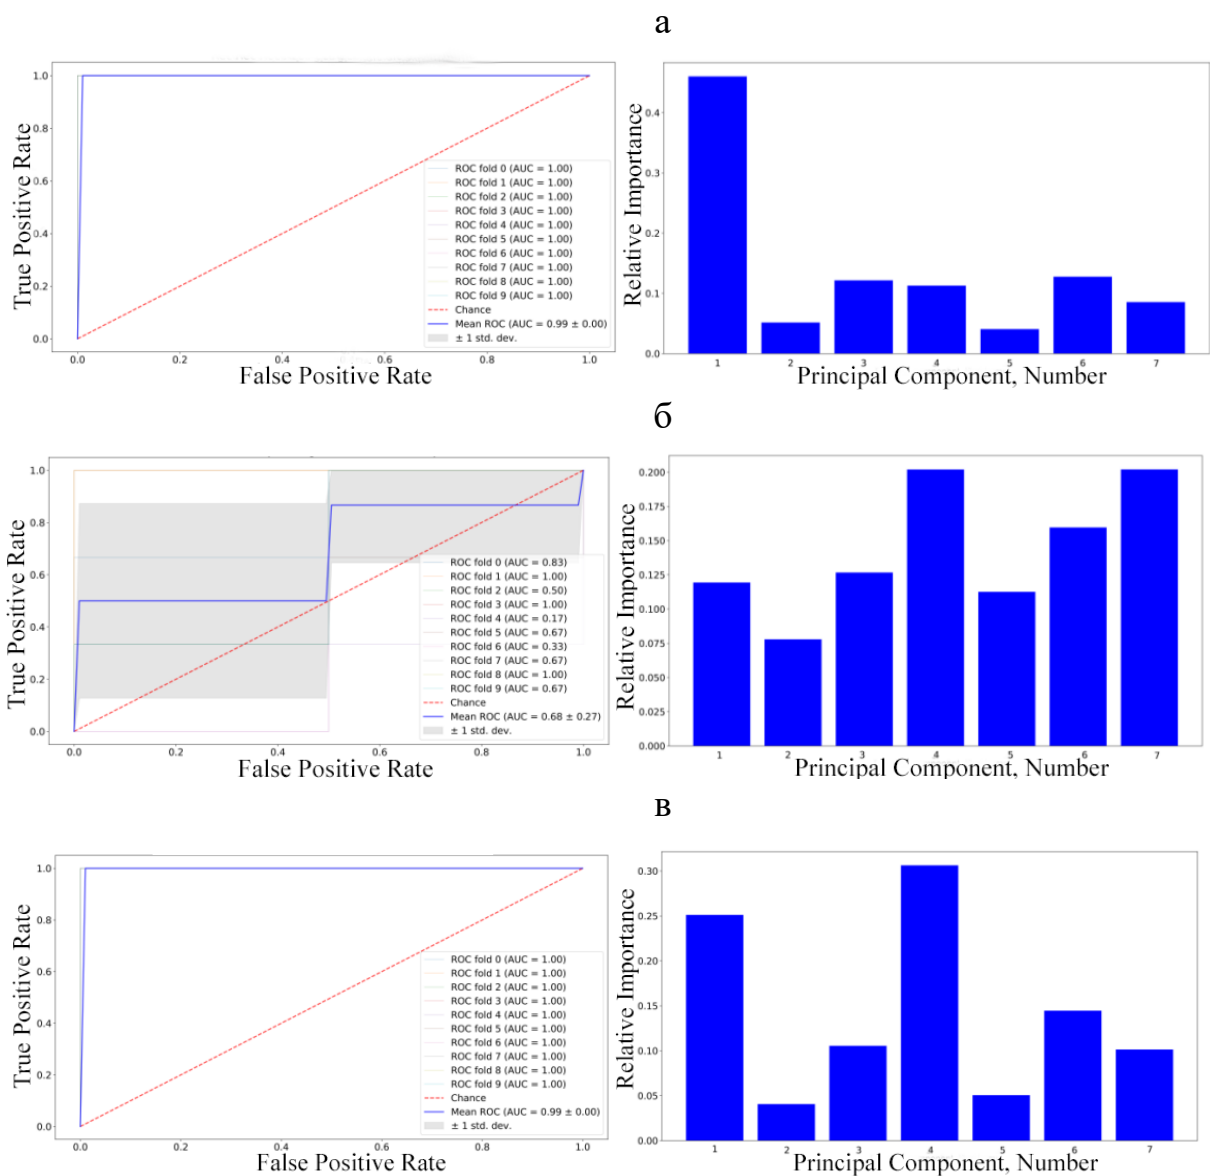 а
True Positive Rate
1.0
0.8
0.6
0.4
0.2
0.0
ROC fold 0 (AUC = 1.00)
ROC fold 1 (AUC = 1.00)
ROC fold 2 (AUC = 1.00)
ROC fold 3 (AUC = 1.00)
ROC fold 4 (AUC = 1.00)
ROC fold 5 (AUC = 1.00)
ROC fold 6 (AUC = 1.00)
ROC fold 7 (AUC = 1.00)
ROC fold 8 (AUC = 1.00)
ROC fold 9 (AUC = 1.00)
Chance
Mean ROC (AUC = 0.99 ± 0.00)
± 1 std. dev.
0.0 0.2 0.4 0.6 0.8 1.0
False Positive Rate
Relative Importance
0.4
0.3
0.2
0.1
0.0
1 2 3 4 5 6 7
Principal Component, Number
б
True Positive Rate
1.0
0.8
0.6
0.4
0.2
0.0
ROC fold 0 (AUC = 0.83)
ROC fold 1 (AUC = 1.00)
ROC fold 2 (AUC = 0.50)
ROC fold 3 (AUC = 1.00)
ROC fold 4 (AUC = 0.17)
ROC fold 5 (AUC = 0.67)
ROC fold 6 (AUC = 0.33)
ROC fold 7 (AUC = 0.67)
ROC fold 8 (AUC = 1.00)
ROC fold 9 (AUC = 0.67)
Chance
Mean ROC (AUC = 0.68 ± 0.27)
± 1 std. dev.
0.0 0.2 0.4 0.6 0.8 1.0
False Positive Rate
Relative Importance
0.200
0.175
0.150
0.125
0.100
0.075
0.050
0.025
0.000
1 2 3 4 5 6 7
Principal Component, Number
в
True Positive Rate
1.0
0.8
0.6
0.4
0.2
0.0
ROC fold 0 (AUC = 1.00)
ROC fold 1 (AUC = 1.00)
ROC fold 2 (AUC = 1.00)
ROC fold 3 (AUC = 1.00)
ROC fold 4 (AUC = 1.00)
ROC fold 5 (AUC = 1.00)
ROC fold 6 (AUC = 1.00)
ROC fold 7 (AUC = 1.00)
ROC fold 8 (AUC = 1.00)
ROC fold 9 (AUC = 1.00)
Chance
Mean ROC (AUC = 0.99 ± 0.00)
± 1 std. dev.
0.0 0.2 0.4 0.6 0.8 1.0
False Positive Rate
Relative Importance
0.30
0.25
0.20
0.15
0.10
0.05
0.00
1 2 3 4 5 6 7
Principal Component, Number